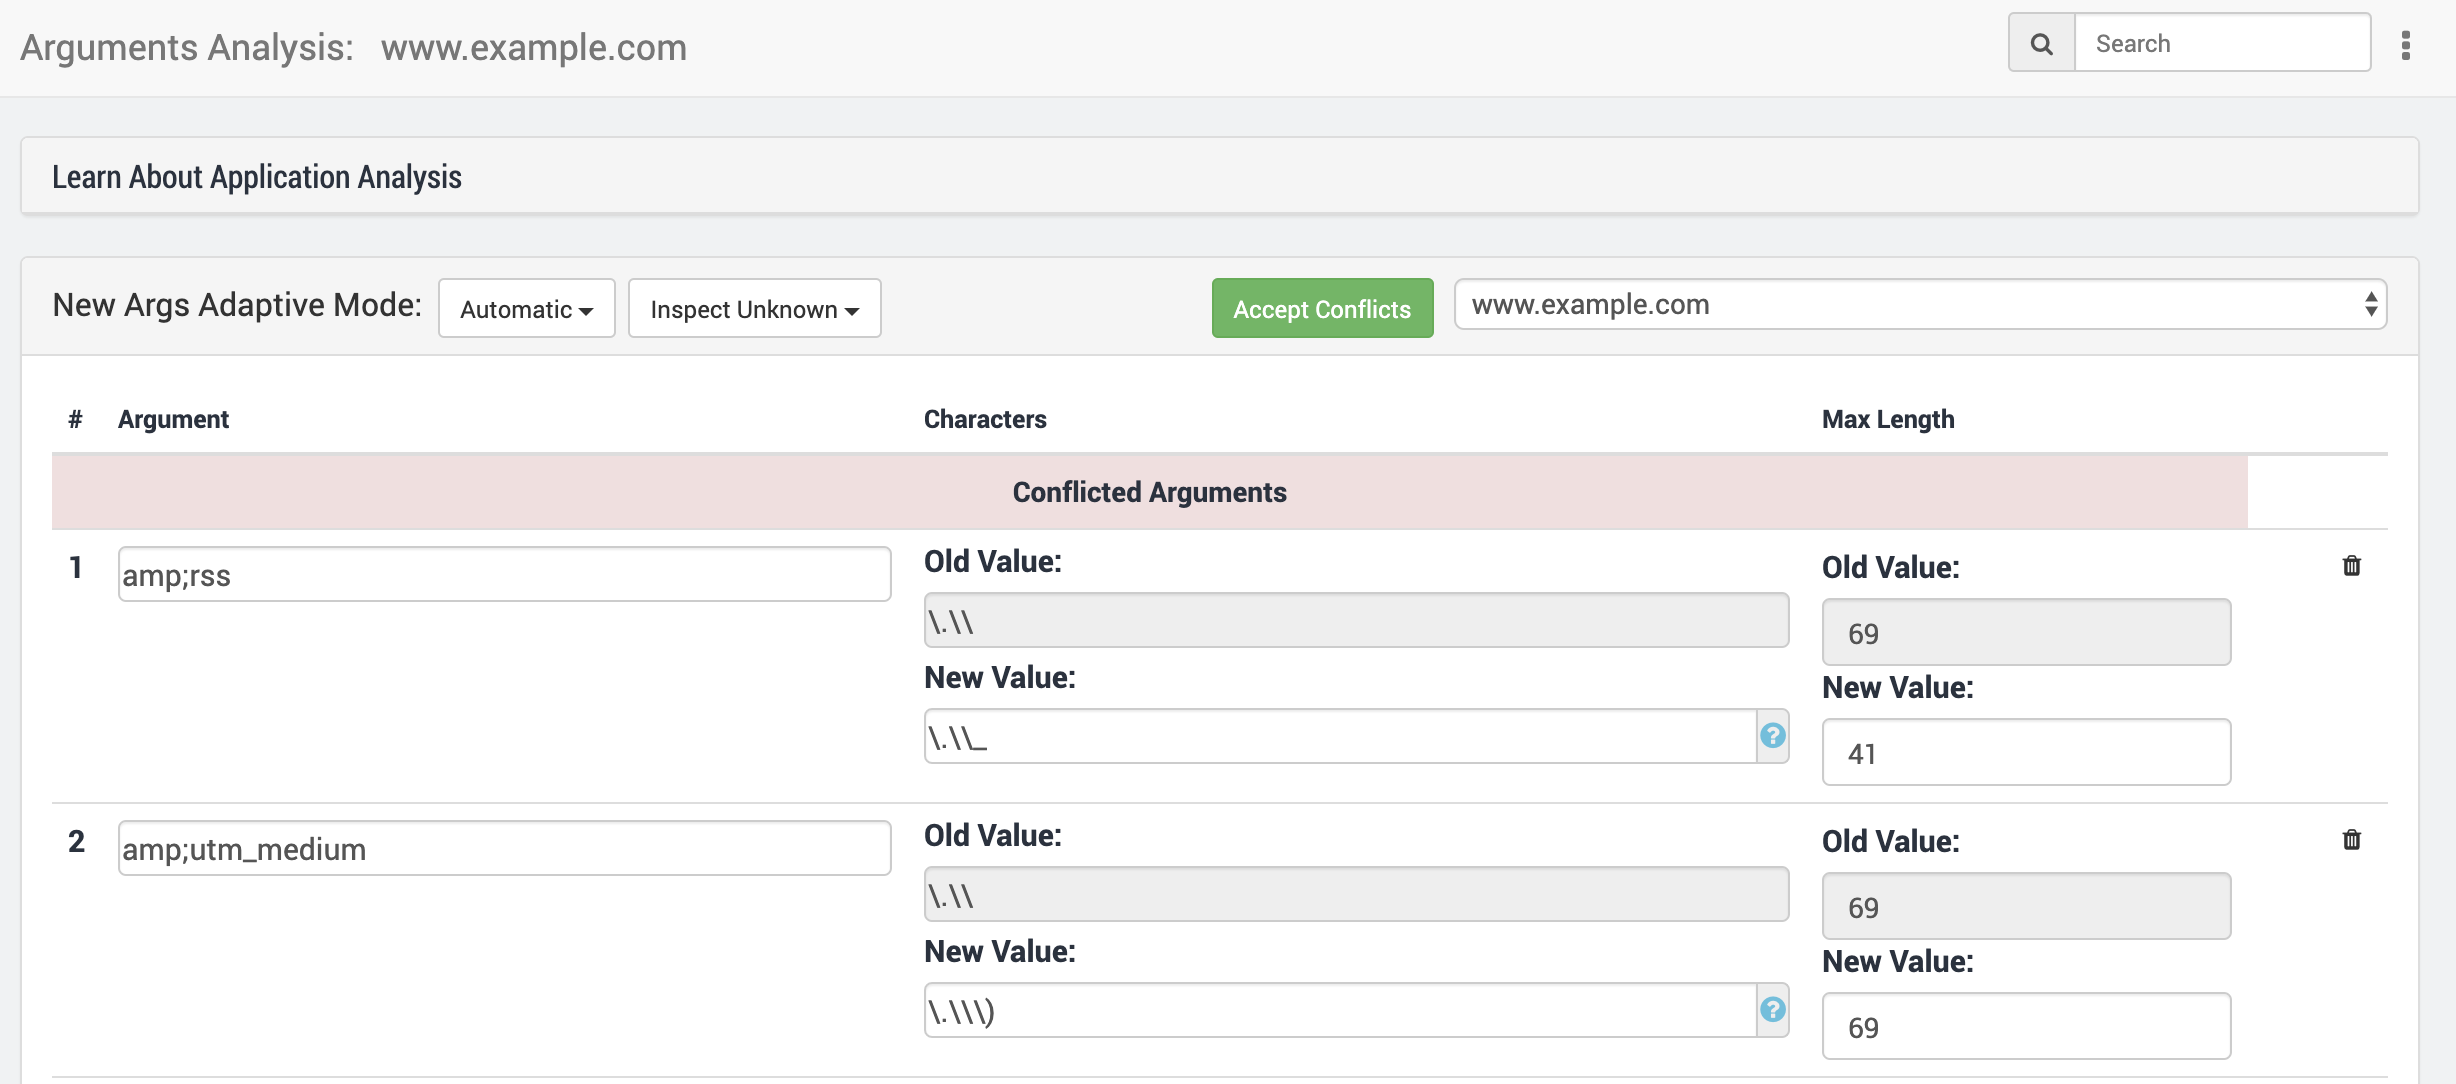 Arguments Analysis: www.example.com
Search
Learn About Application Analysis
New Args Adaptive Mode: Automatic Inspect Unknown Accept Conflicts www.example.com
# Argument Characters Max Length
Conflicted Arguments
1 amp;rss Old Value: Old Value:
\.\\ 69
New Value: New Value:
\.\\_ ? 41
2 amp;utm_medium Old Value: Old Value:
\.\\ 69
New Value: New Value:
\.\\\) ? 69